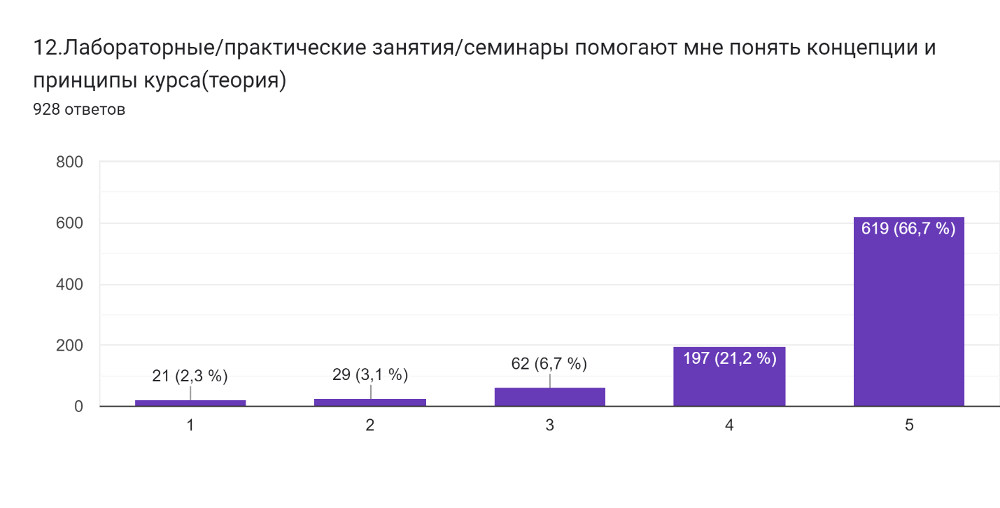 12.Лабораторные/практические занятия/семинары помогают мне понять концепции и
принципы курса(теория)
928 ответов
800
600
400
200
0
21 (2,3 %)
29 (3,1 %)
62 (6,7 %)
197 (21,2 %)
619 (66,7 %)
1
2
3
4
5